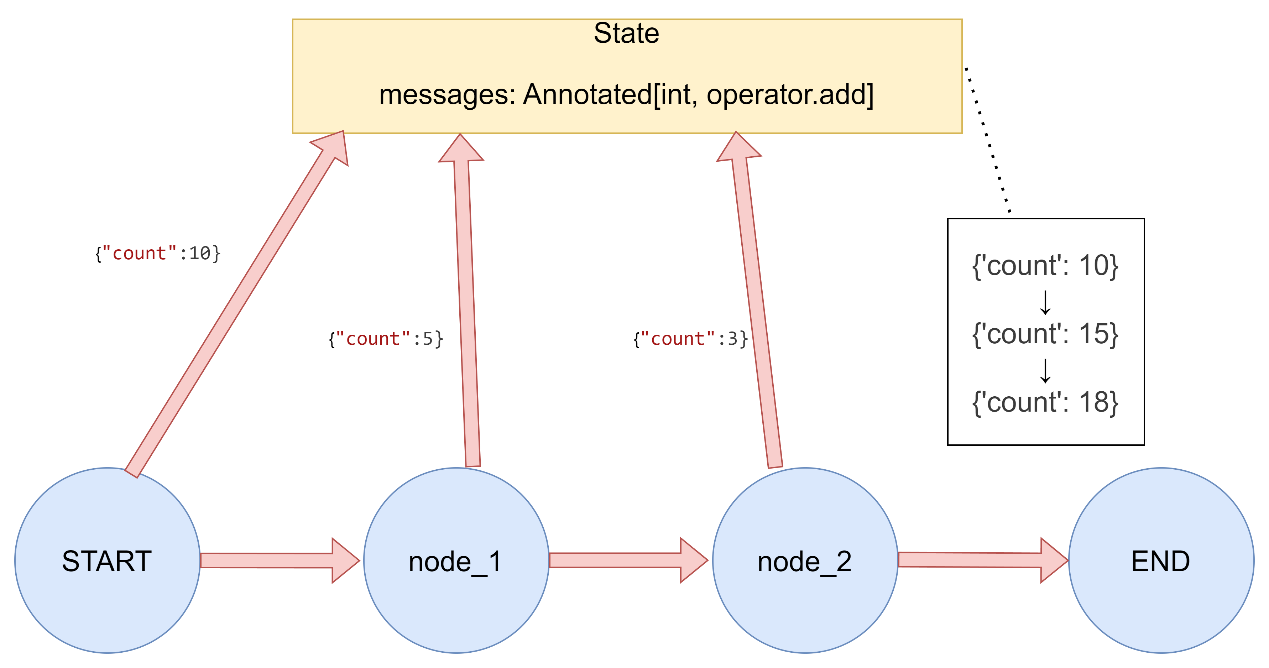 State
messages: Annotated[int, operator.add]
{"count":10}
{"count":5}
{"count":3}
{'count': 10}
↓
{'count': 15}
↓
{'count': 18}
START
node_1
node_2
END